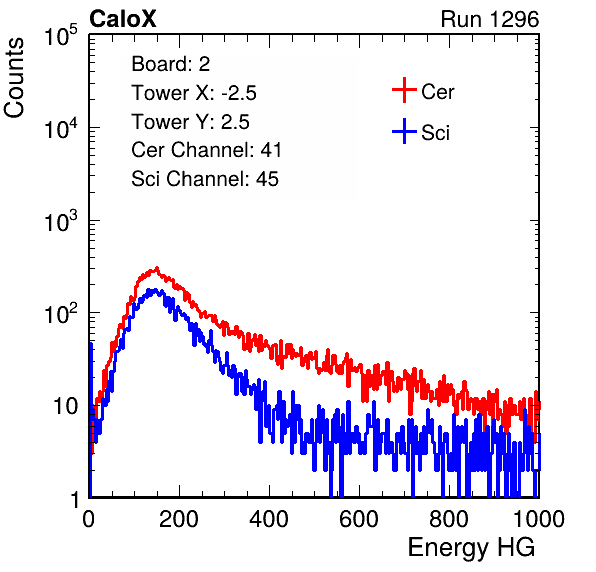 CaloX Run 1296
Counts
Board: 2
Tower X: -2.5
Tower Y: 2.5
Cer Channel: 41
Sci Channel: 45
Cer
Sci
10^5
10^4
10^3
10^2
10
1
0 200 400 600 800 1000
Energy HG